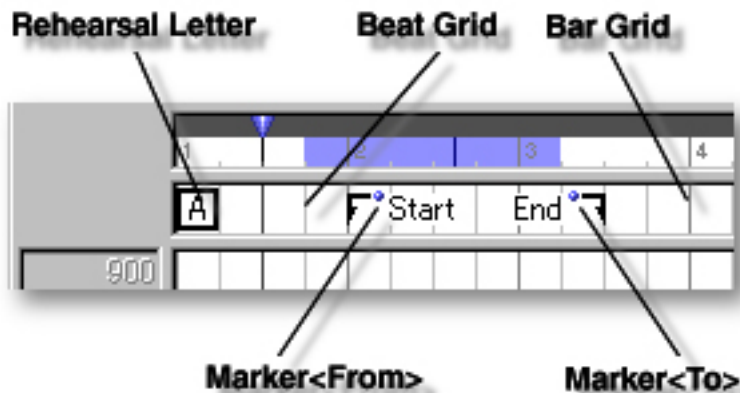 Rehearsal Letter Beat Grid Bar Grid
1 2 3 4
A Start End
900
Marker<From> Marker<To>